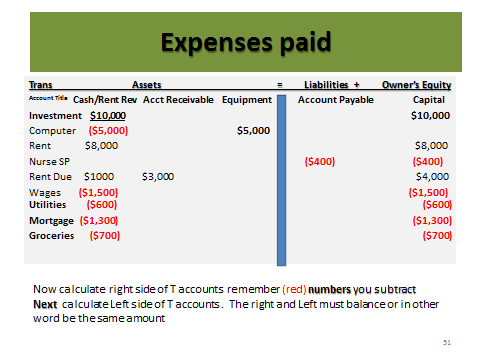 Expenses paid
Trans Assets = Liabilities + Owner's Equity
Account Title Cash/Rent Rev Acct Receivable Equipment Account Payable Capital
Investment $10,000 $10,000
Computer ($5,000) $5,000
Rent $8,000 $8,000
Nurse SP ($400) ($400)
Rent Due $1000 $3,000 $4,000
Wages ($1,500) ($1,500)
Utilities ($600) ($600)
Mortgage ($1,300) ($1,300)
Groceries ($700) ($700)
Now calculate right side of T accounts remember (red) numbers you subtract
Next calculate Left side of T accounts. The right and Left must balance or in other
word be the same amount
51